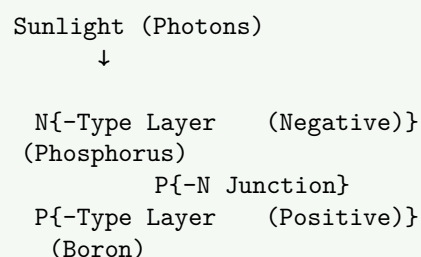 Sunlight (Photons)
↓
N{-Type Layer (Negative)}
(Phosphorus)
P{-N Junction}
P{-Type Layer (Positive)}
(Boron)